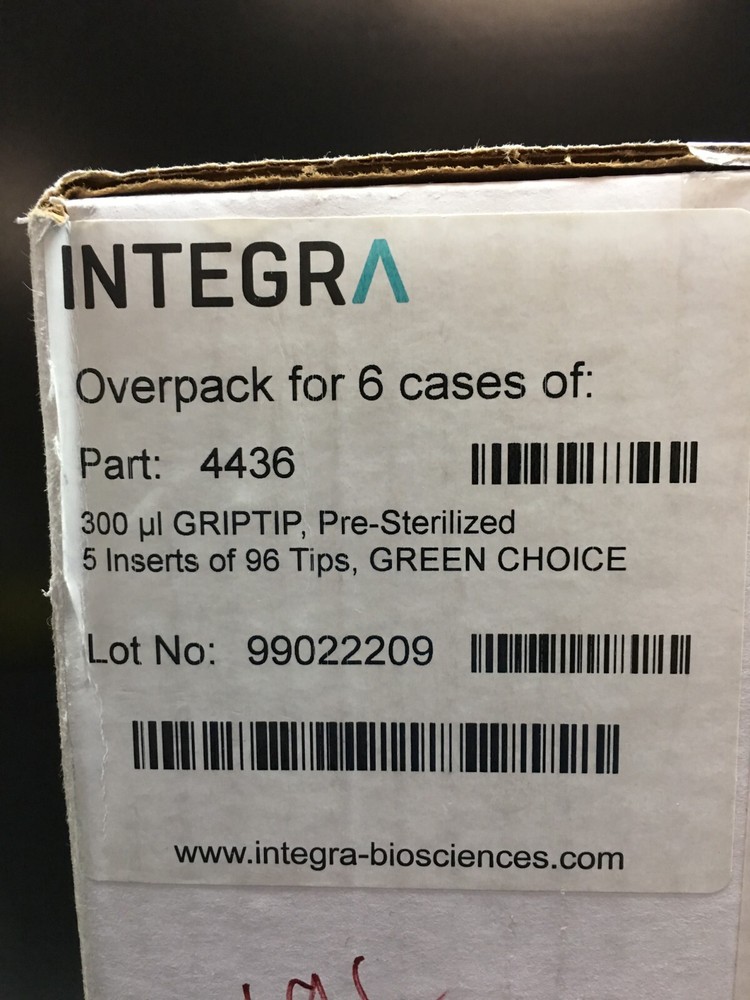 INTEGRA
Overpack for 6 cases of:
Part: 4436
300 µl GRIPTIP, Pre-Sterilized
5 Inserts of 96 Tips, GREEN CHOICE
Lot No: 99022209
www.integra-biosciences.com